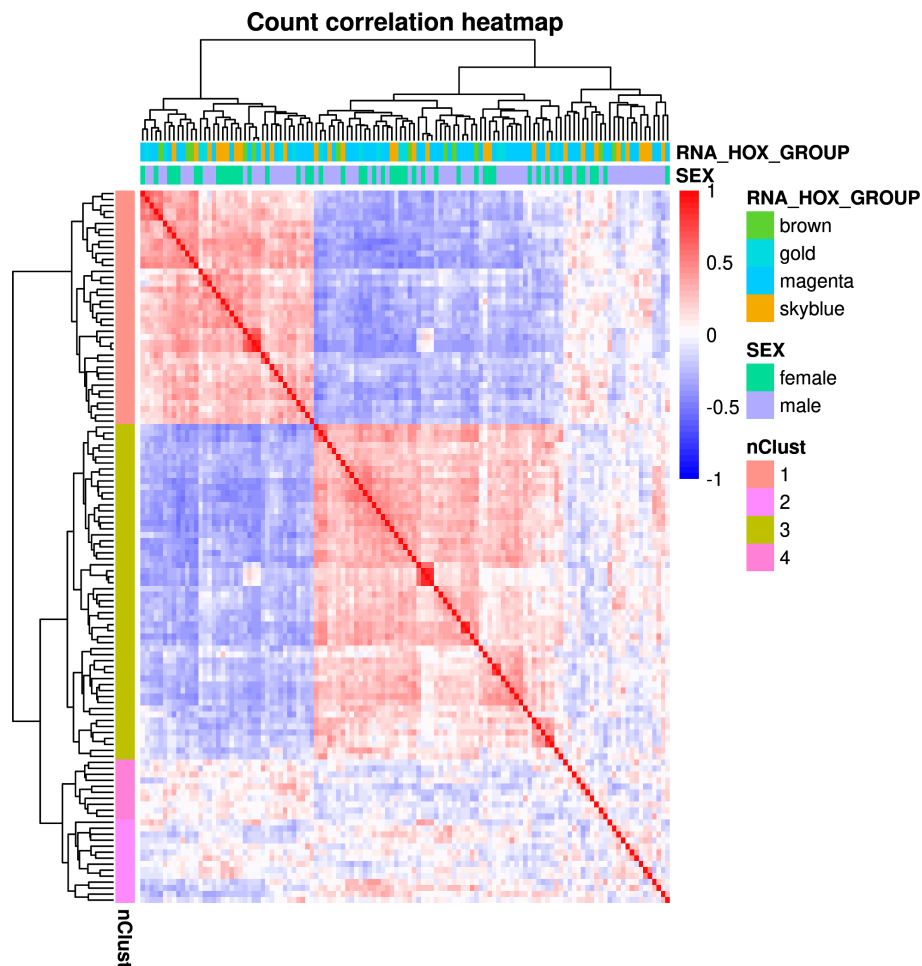 Count correlation heatmap
RNA_HOX_GROUP
SEX
1
0.5
0
-0.5
-1
RNA_HOX_GROUP
brown
gold
magenta
skyblue
SEX
female
male
nClust
1
2
3
4
nClust